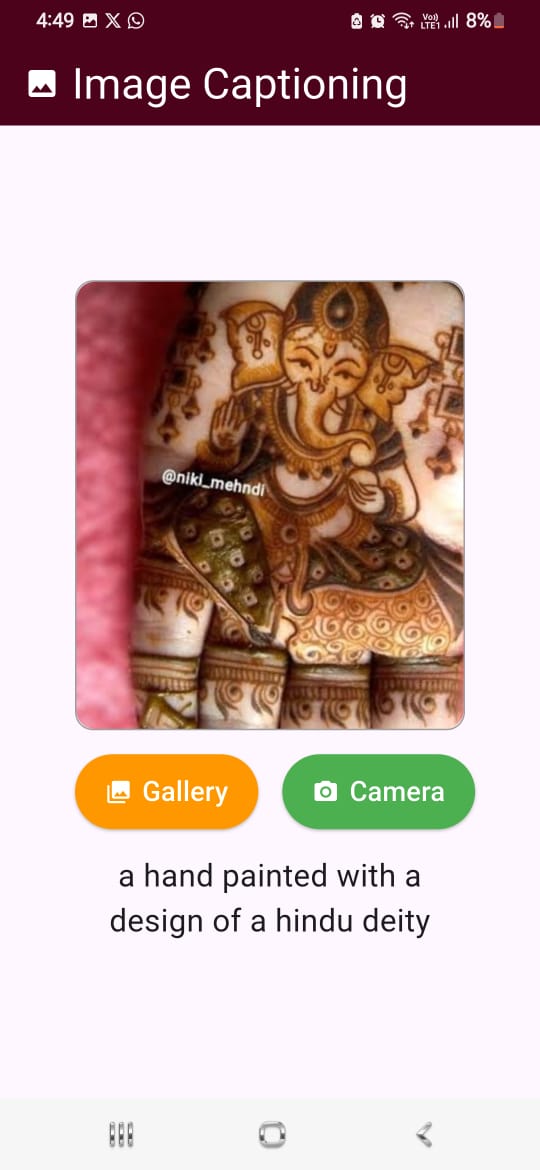 4:49
Vo))
LTE1
8%
Image Captioning
@niki_mehndi
Gallery
Camera
a hand painted with a
design of a hindu deity